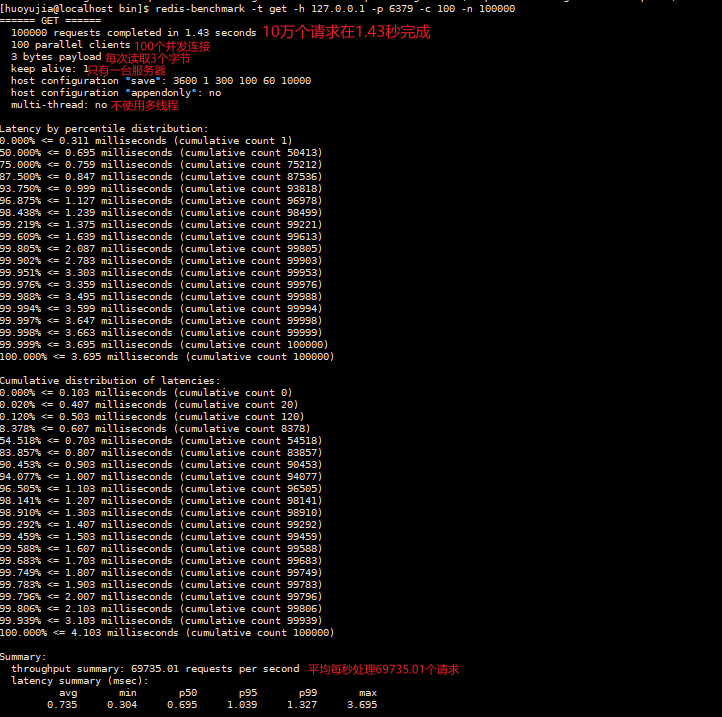 [huoyujia@localhost bin]$ redis-benchmark -t get -h 127.0.0.1 -p 6379 -c 100 -n 100000
====== GET ======
100000 requests completed in 1.43 seconds 10万个请求在1.43秒完成
100 parallel clients 100个并发连接
3 bytes payload 每次读取3个字节
keep alive: 1 只有一台服务器
host configuration "save": 3600 1 300 100 60 10000
host configuration "appendonly": no
multi-thread: no 不使用多线程
Latency by percentile distribution:
0.000% <= 0.311 milliseconds (cumulative count 1)
50.000% <= 0.695 milliseconds (cumulative count 50413)
75.000% <= 0.759 milliseconds (cumulative count 75212)
87.500% <= 0.847 milliseconds (cumulative count 87536)
93.750% <= 0.999 milliseconds (cumulative count 93818)
96.875% <= 1.127 milliseconds (cumulative count 96978)
98.438% <= 1.239 milliseconds (cumulative count 98499)
99.219% <= 1.375 milliseconds (cumulative count 99221)
99.609% <= 1.639 milliseconds (cumulative count 99613)
99.805% <= 2.087 milliseconds (cumulative count 99805)
99.902% <= 2.783 milliseconds (cumulative count 99903)
99.951% <= 3.303 milliseconds (cumulative count 99953)
99.976% <= 3.359 milliseconds (cumulative count 99976)
99.988% <= 3.495 milliseconds (cumulative count 99988)
99.994% <= 3.599 milliseconds (cumulative count 99994)
99.997% <= 3.647 milliseconds (cumulative count 99998)
99.998% <= 3.663 milliseconds (cumulative count 99999)
99.999% <= 3.695 milliseconds (cumulative count 100000)
100.000% <= 3.695 milliseconds (cumulative count 100000)
Cumulative distribution of latencies:
0.000% <= 0.103 milliseconds (cumulative count 0)
0.020% <= 0.407 milliseconds (cumulative count 20)
0.120% <= 0.503 milliseconds (cumulative count 120)
8.378% <= 0.607 milliseconds (cumulative count 8378)
54.518% <= 0.703 milliseconds (cumulative count 54518)
83.857% <= 0.807 milliseconds (cumulative count 83857)
90.453% <= 0.903 milliseconds (cumulative count 90453)
94.077% <= 1.007 milliseconds (cumulative count 94077)
96.505% <= 1.103 milliseconds (cumulative count 96505)
98.141% <= 1.207 milliseconds (cumulative count 98141)
98.910% <= 1.303 milliseconds (cumulative count 98910)
99.292% <= 1.407 milliseconds (cumulative count 99292)
99.459% <= 1.503 milliseconds (cumulative count 99459)
99.588% <= 1.607 milliseconds (cumulative count 99588)
99.683% <= 1.703 milliseconds (cumulative count 99683)
99.749% <= 1.807 milliseconds (cumulative count 99749)
99.783% <= 1.903 milliseconds (cumulative count 99783)
99.796% <= 2.007 milliseconds (cumulative count 99796)
99.806% <= 2.103 milliseconds (cumulative count 99806)
99.939% <= 3.103 milliseconds (cumulative count 99939)
100.000% <= 4.103 milliseconds (cumulative count 100000)
Summary:
throughput summary: 69735.01 requests per second 平均每秒处理69735.01个请求
latency summary (msec):
avg min p50 p95 p99 max
0.735 0.304 0.695 1.039 1.327 3.695